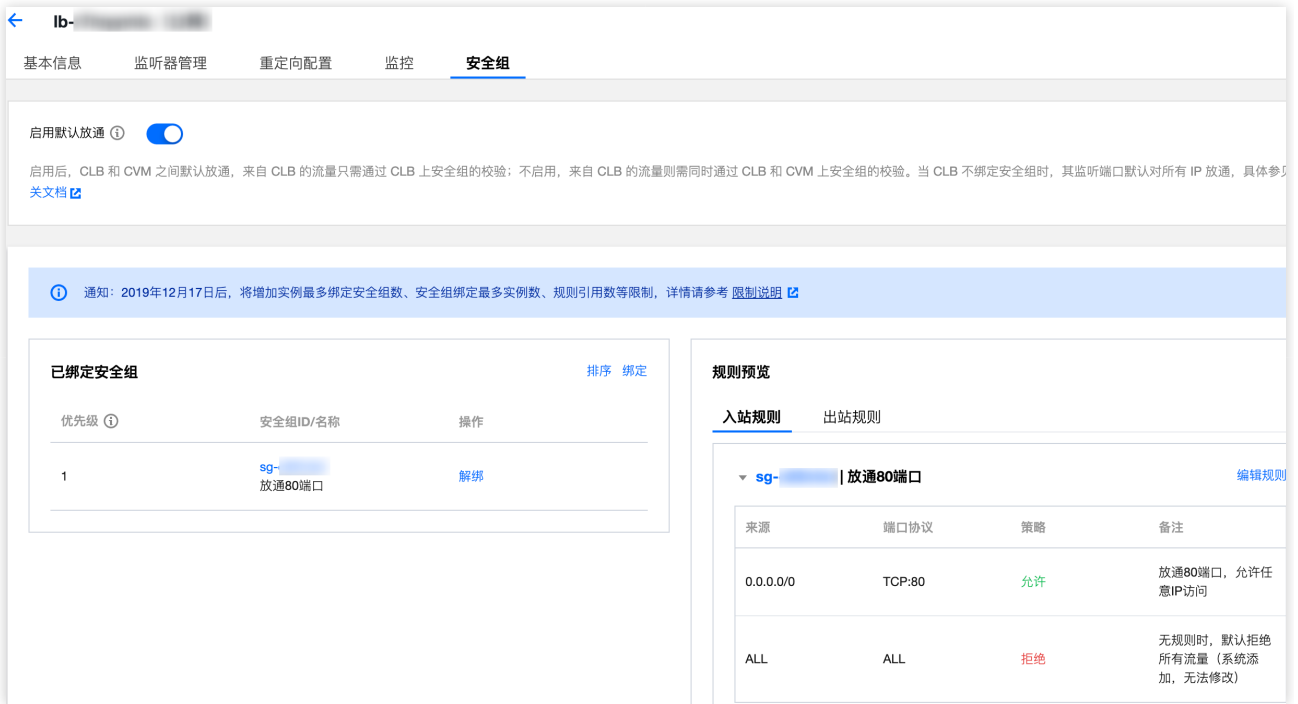 lb-
基本信息 监听器管理 重定向配置 监控 安全组
启用默认放通
启用后，CLB 和 CVM 之间默认放通，来自 CLB 的流量只需通过 CLB 上安全组的校验；不启用，来自 CLB 的流量则需同时通过 CLB 和 CVM 上安全组的校验。当 CLB 不绑定安全组时，其监听端口默认对所有 IP 放通，具体参
关文档
通知：2019年12月17日后，将增加实例最多绑定安全组数、安全组绑定最多实例数、规则引用数等限制，详情请参考 限制说明
已绑定安全组 排序 绑定
优先级 安全组ID/名称 操作
1 sg- 解绑
放通80端口
规则预览
入站规则 出站规则
sg- | 放通80端口 编辑规则
来源 端口协议 策略 备注
0.0.0.0/0 TCP:80 允许 放通80端口，允许任
意IP访问
ALL ALL 拒绝 无规则时，默认拒绝
所有流量（系统添
加，无法修改）